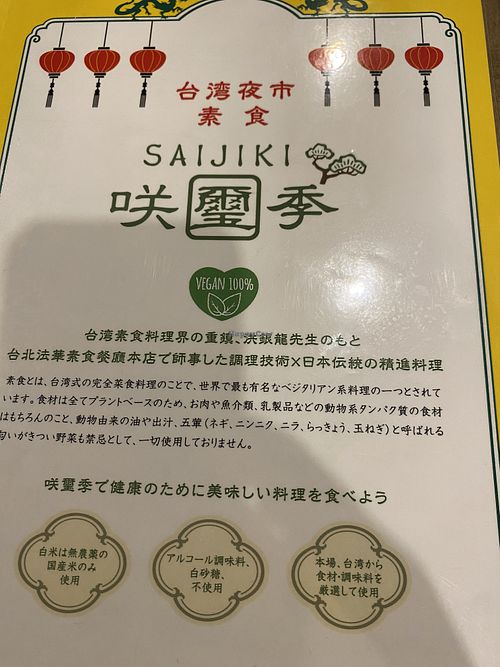 台湾夜市
素食
SAIJIKI
咲璽季
VEGAN 100%
台湾素食料理界の重鎮、洪銀龍先生のもと
台北法華素食餐廳本店で師事した調理技術×日本伝統の精進料理
素食とは、台湾式の完全菜食料理のことで、世界で最も有名なベジタリアン系料理の一つとされて
います。食材は全てプラントベースのため、お肉や魚介類、乳製品などの動物系タンパク質の食材
はもちろんのこと、動物由来の油や出汁、五葷（ネギ、ニンニク、ニラ、らっきょう、玉ねぎ）と呼ばれる
匂いがきつい野菜も禁忌として、一切使用しておりません。
咲璽季で健康のために美味しい料理を食べよう
白米は無農薬の
国産米のみ
使用
アルコール調味料、
白砂糖、
不使用
本場、台湾から
食材・調味料を
厳選して使用